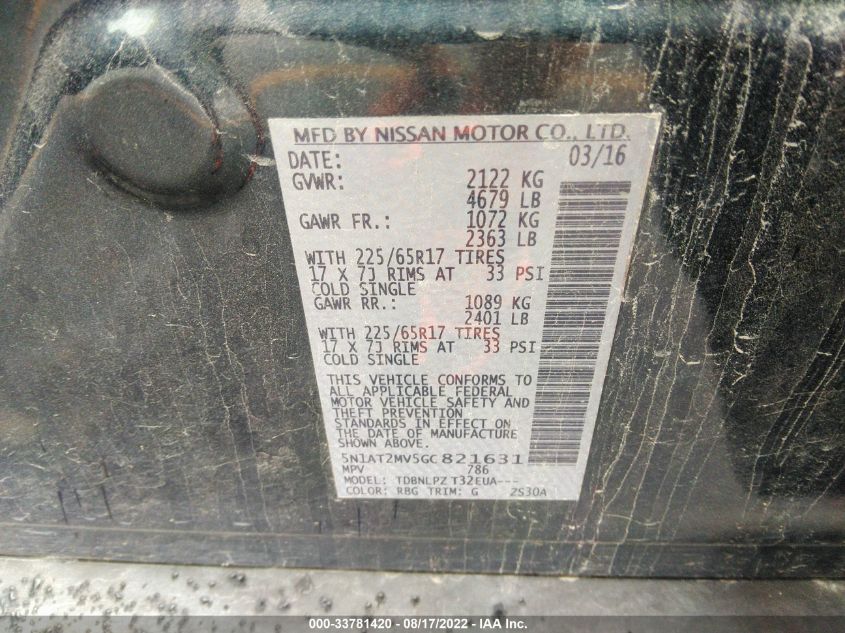 MFD BY NISSAN MOTOR CO., LTD.
DATE: 03/16
GVWR: 2122 KG
4679 LB
GAWR FR.: 1072 KG
2363 LB
WITH 225/65R17 TIRES
17 X 7J RIMS AT 33 PSI
COLD SINGLE
GAWR RR.: 1089 KG
2401 LB
WITH 225/65R17 TIRES
17 X 7J RIMS AT 33 PSI
COLD SINGLE
THIS VEHICLE CONFORMS TO
ALL APPLICABLE FEDERAL
MOTOR VEHICLE SAFETY AND
THEFT PREVENTION
STANDARDS IN EFFECT ON
THE DATE OF MANUFACTURE
SHOWN ABOVE.
5N1AT2MV5GC821631
MPV 786
MODEL: TDBNLPZ T32EUA---
COLOR: RBG TRIM: G 2S30A
000-33781420 - 08/17/2022 - IAA Inc.